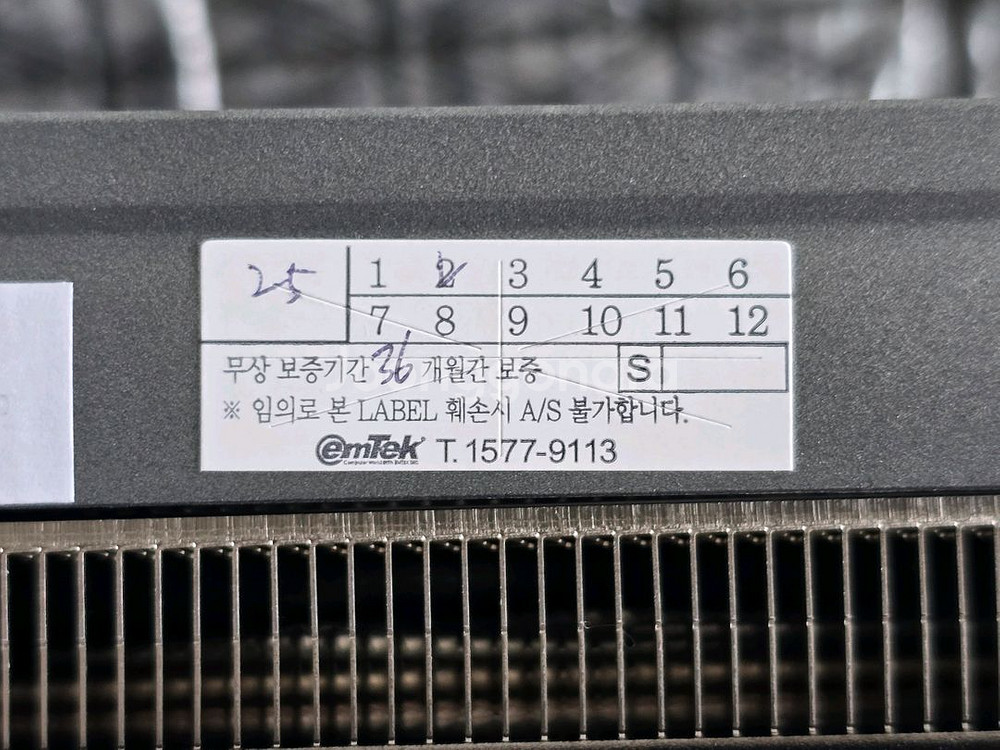 25 1 2 3 4 5 6
7 8 9 10 11 12
무상 보증기간 36 개월간 보증 S
※ 임의로 본 LABEL 훼손시 A/S 불가합니다.
emTek T. 1577-9113